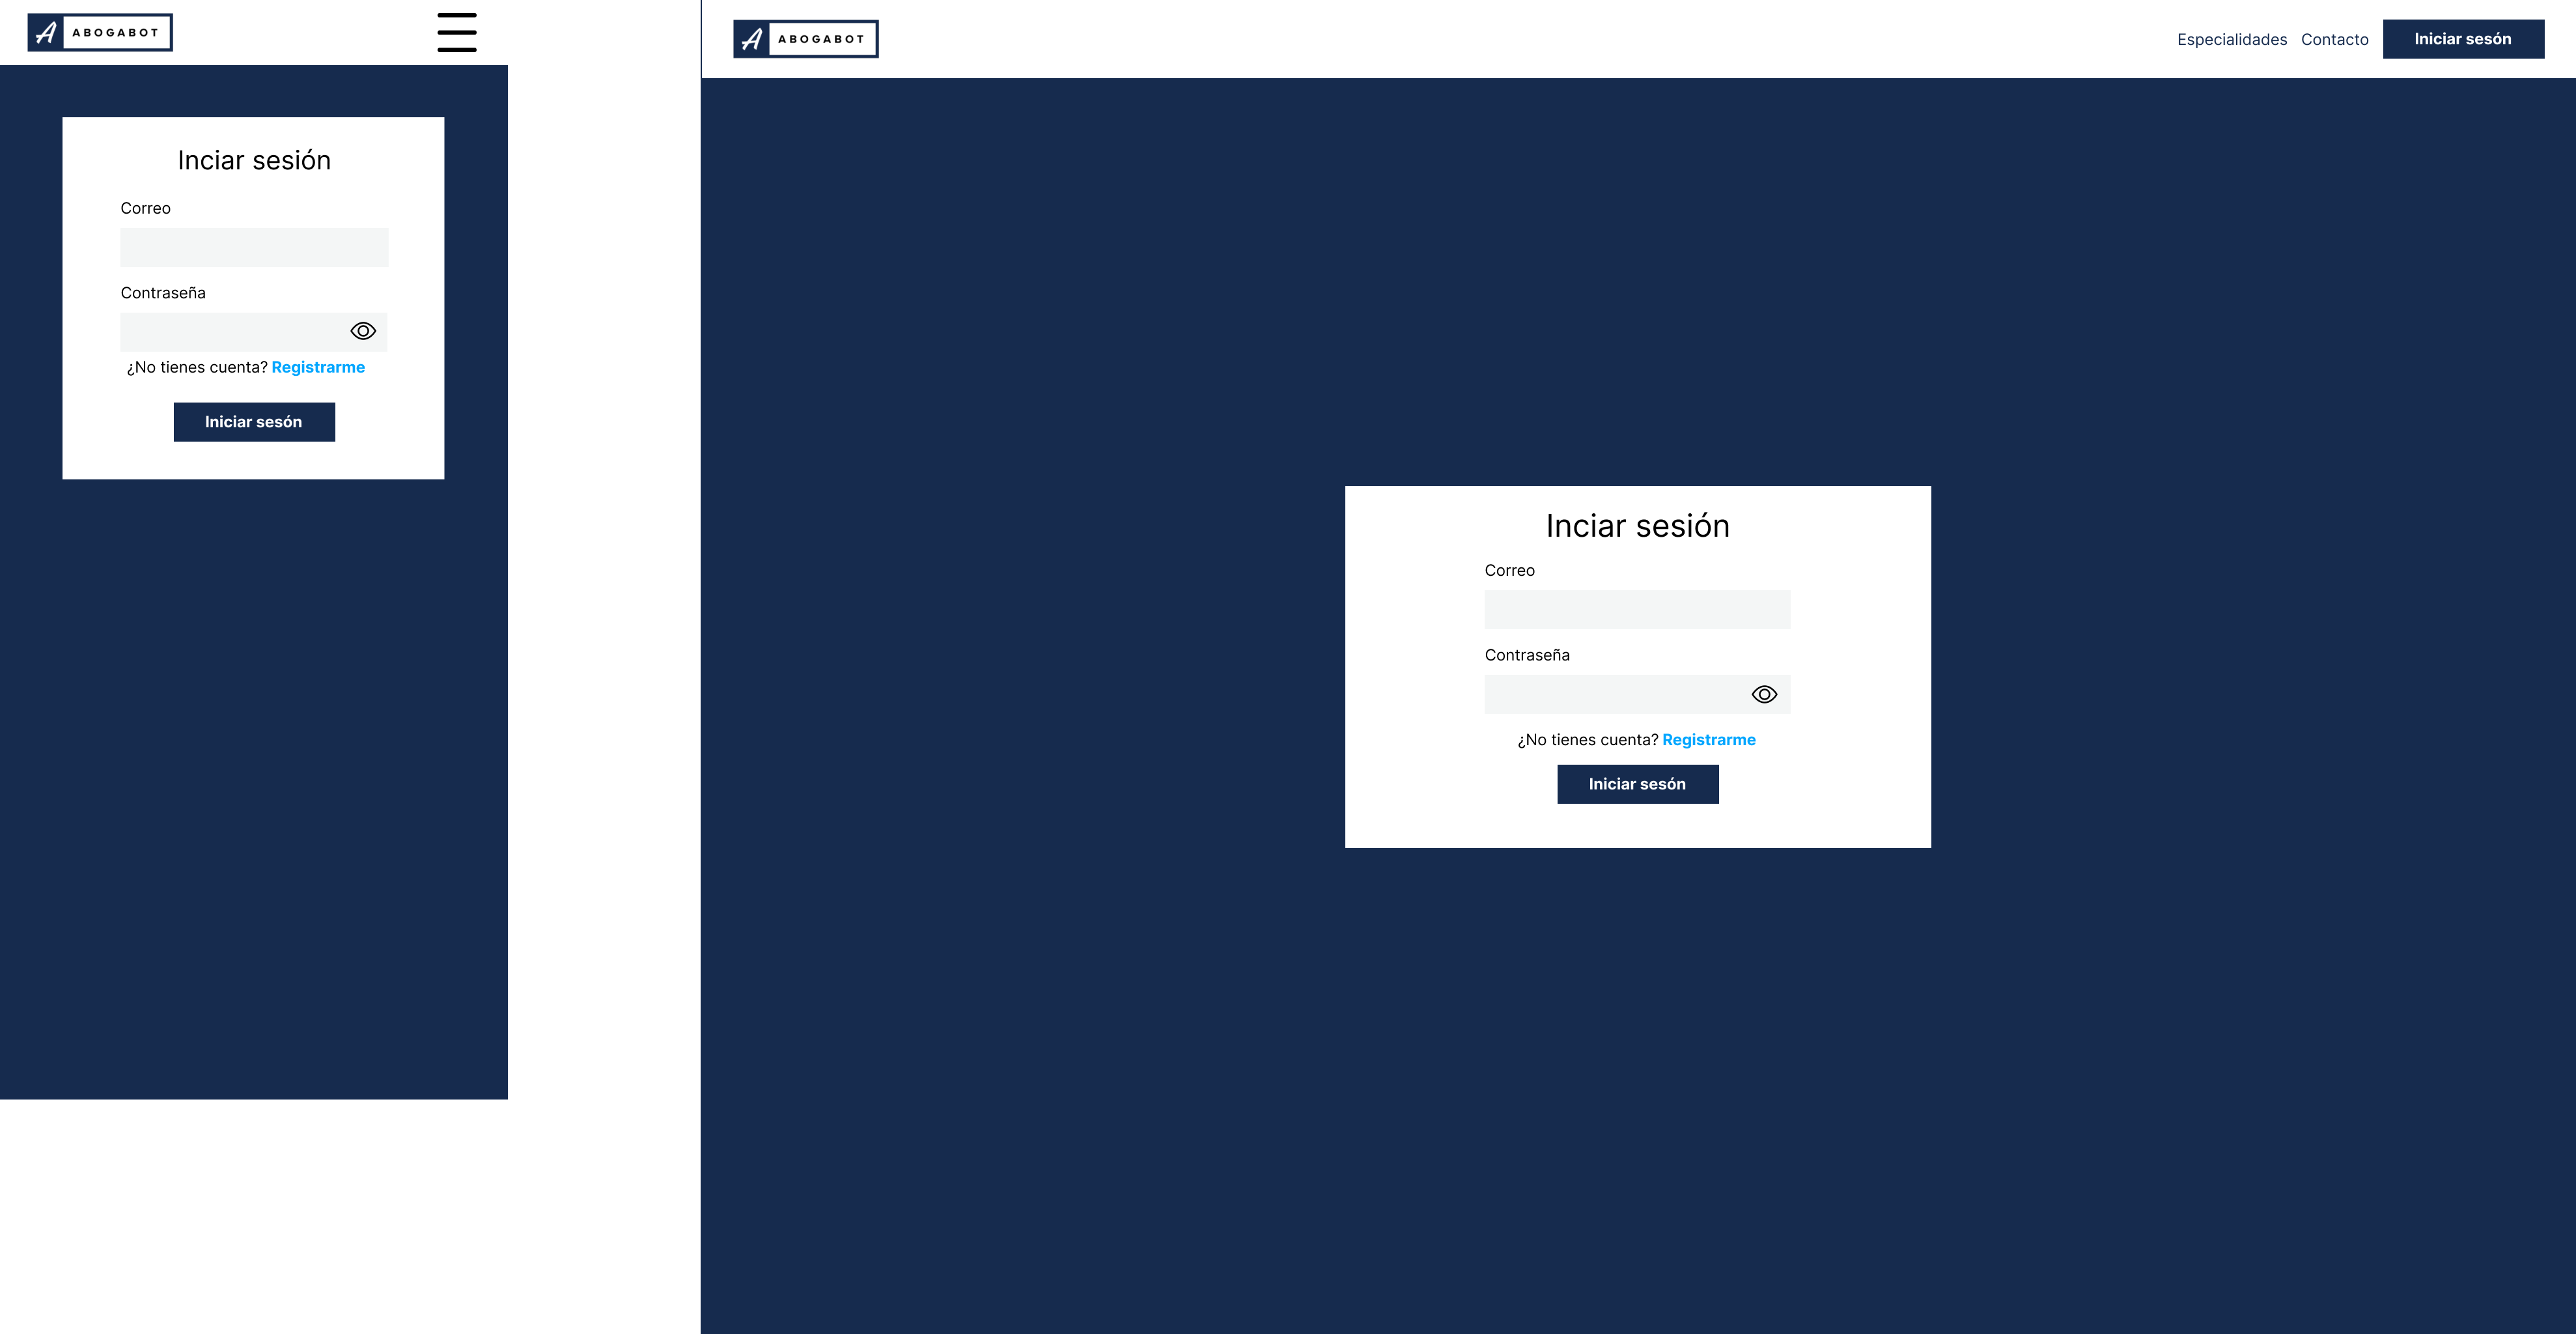 A ABOGABOT
Inciar sesión
Correo
Contraseña
¿No tienes cuenta? Registrarme
Iniciar sesón
A ABOGABOT
Especialidades Contacto Iniciar sesón
Inciar sesión
Correo
Contraseña
¿No tienes cuenta? Registrarme
Iniciar sesón